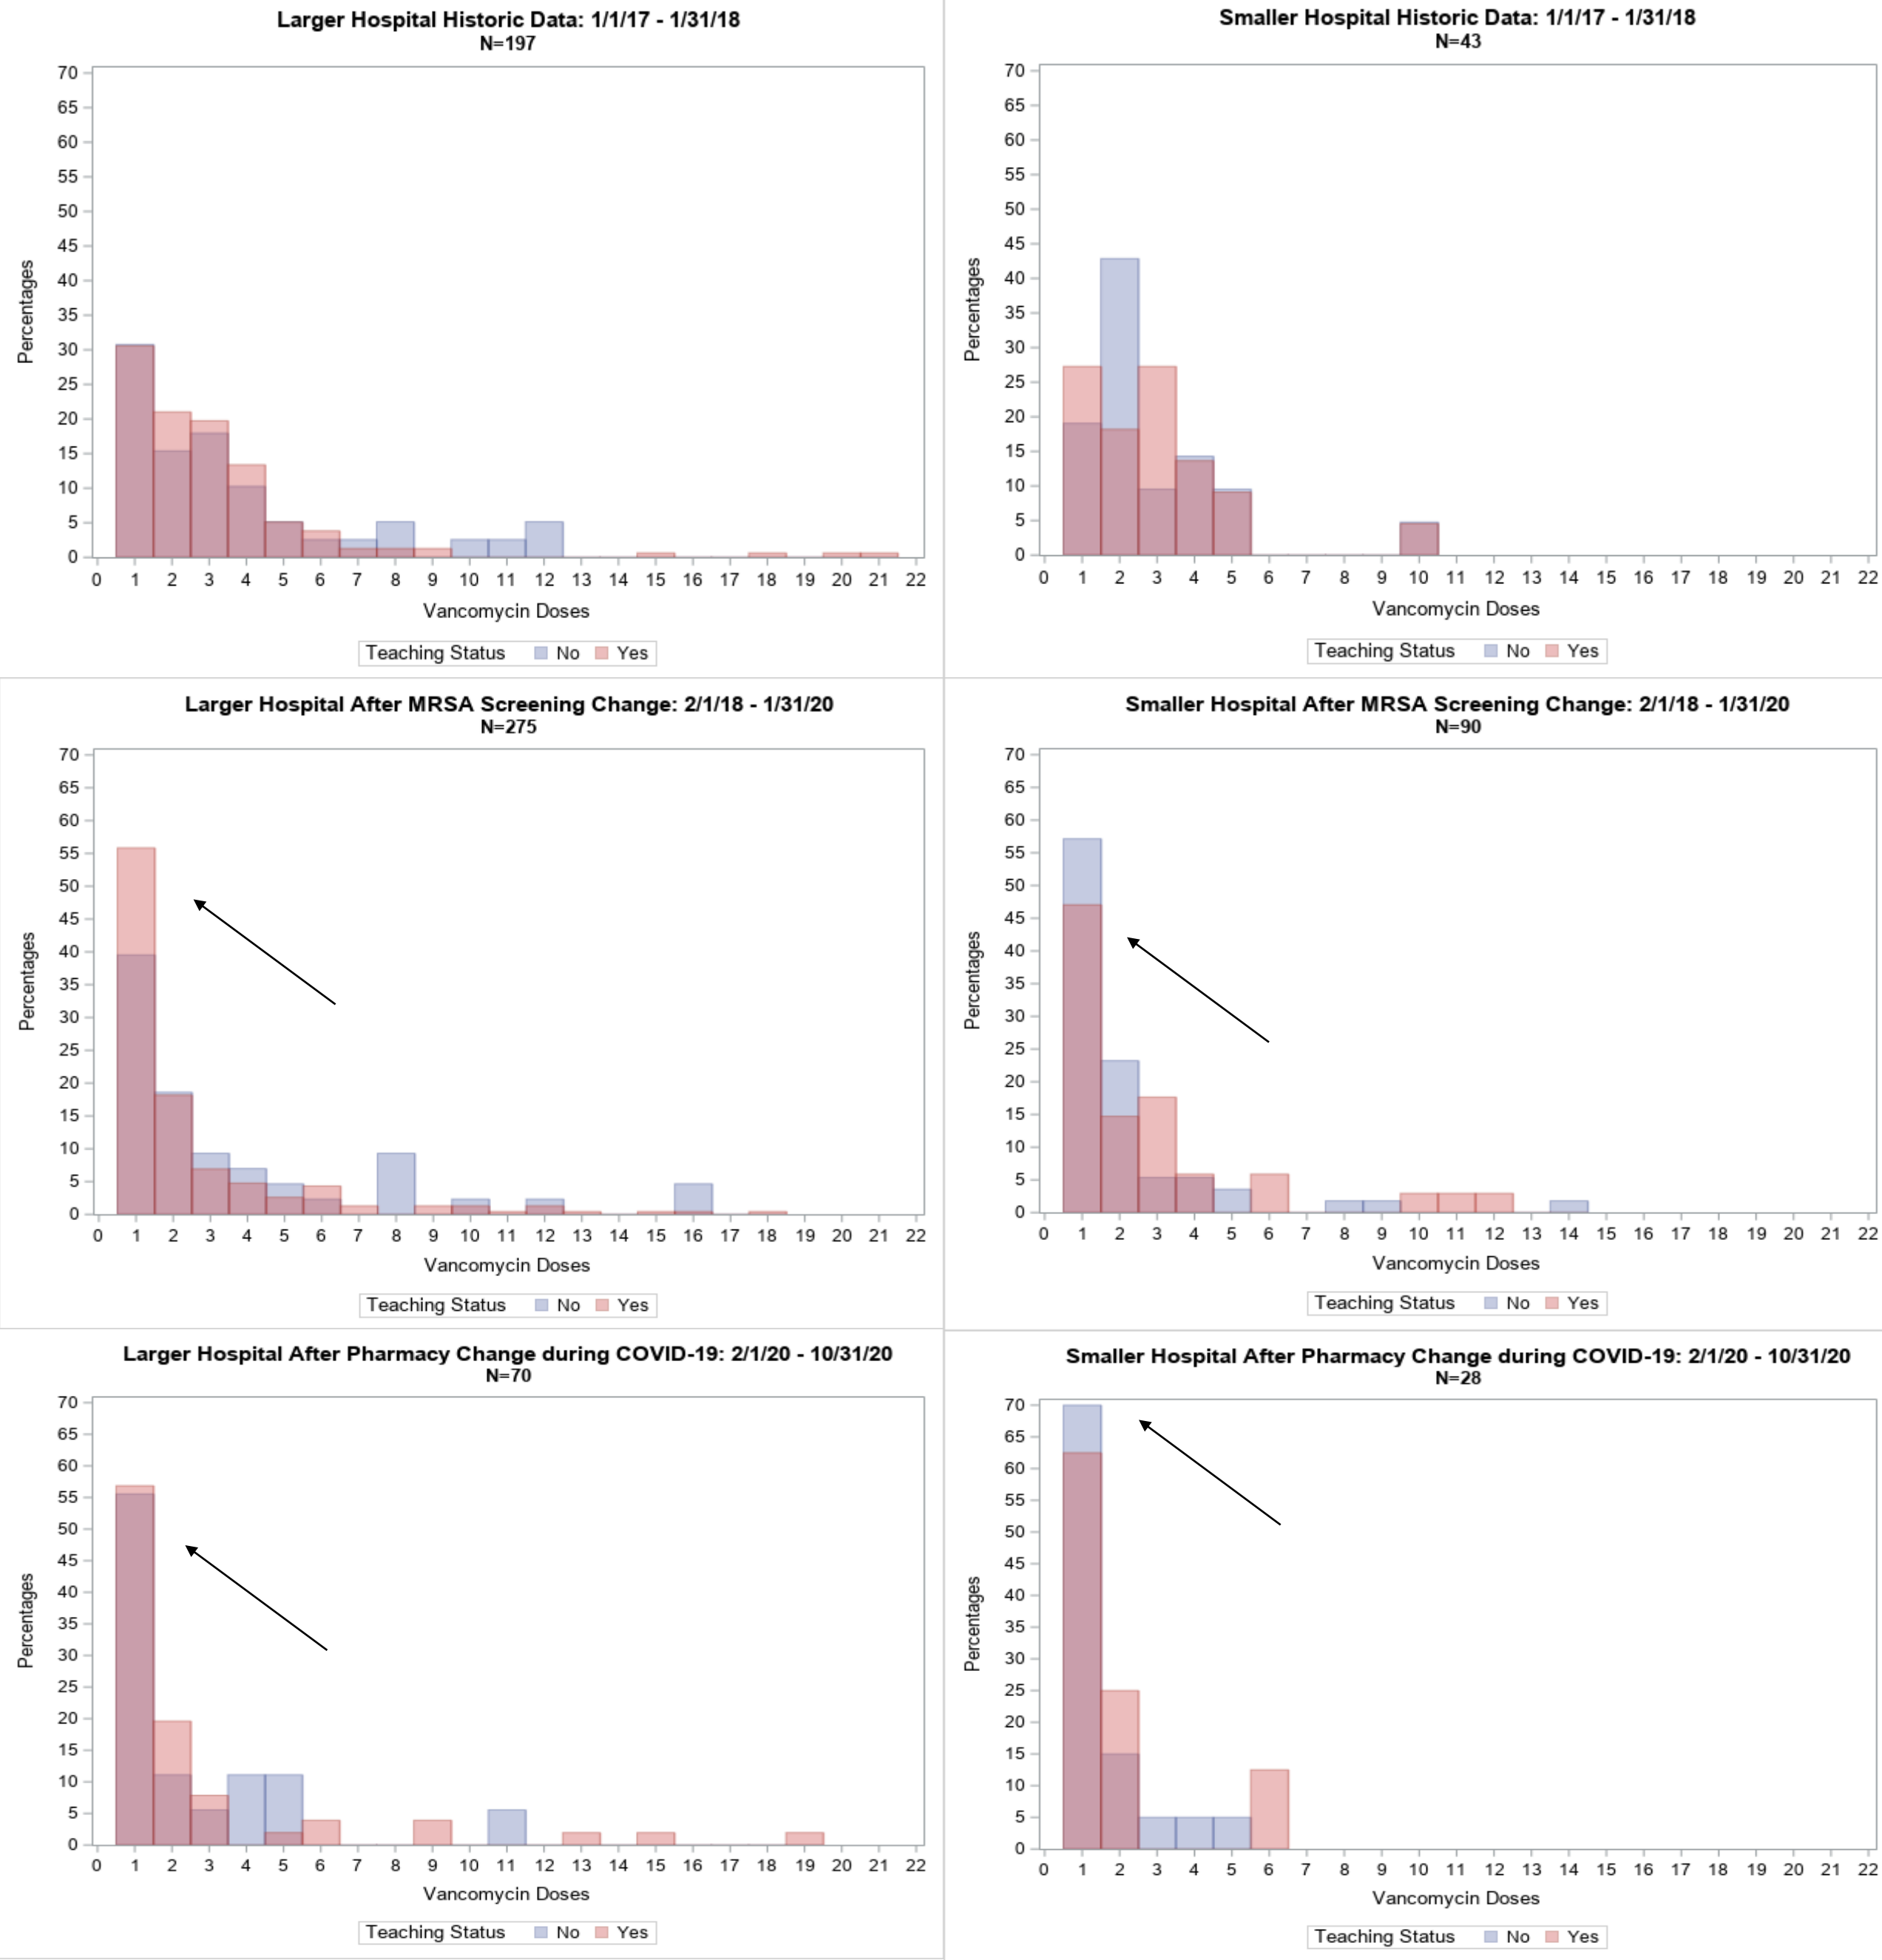 Larger Hospital Historic Data: 1/1/17 - 1/31/18
N=197
70
65
60
55
50
45
40
35
30
25
20
15
10
5
0
Percentages
0 1 2 3 4 5 6 7 8 9 10 11 12 13 14 15 16 17 18 19 20 21 22
Vancomycin Doses
Teaching Status No Yes
Smaller Hospital Historic Data: 1/1/17 - 1/31/18
N=43
70
65
60
55
50
45
40
35
30
25
20
15
10
5
0
Percentages
0 1 2 3 4 5 6 7 8 9 10 11 12 13 14 15 16 17 18 19 20 21 22
Vancomycin Doses
Teaching Status No Yes
Larger Hospital After MRSA Screening Change: 2/1/18 - 1/31/20
N=275
70
65
60
55
50
45
40
35
30
25
20
15
10
5
0
Percentages
0 1 2 3 4 5 6 7 8 9 10 11 12 13 14 15 16 17 18 19 20 21 22
Vancomycin Doses
Teaching Status No Yes
Smaller Hospital After MRSA Screening Change: 2/1/18 - 1/31/20
N=90
70
65
60
55
50
45
40
35
30
25
20
15
10
5
0
Percentages
0 1 2 3 4 5 6 7 8 9 10 11 12 13 14 15 16 17 18 19 20 21 22
Vancomycin Doses
Teaching Status No Yes
Larger Hospital After Pharmacy Change during COVID-19: 2/1/20 - 10/31/20
N=70
70
65
60
55
50
45
40
35
30
25
20
15
10
5
0
Percentages
0 1 2 3 4 5 6 7 8 9 10 11 12 13 14 15 16 17 18 19 20 21 22
Vancomycin Doses
Teaching Status No Yes
Smaller Hospital After Pharmacy Change during COVID-19: 2/1/20 - 10/31/20
N=28
70
65
60
55
50
45
40
35
30
25
20
15
10
5
0
Percentages
0 1 2 3 4 5 6 7 8 9 10 11 12 13 14 15 16 17 18 19 20 21 22
Vancomycin Doses
Teaching Status No Yes